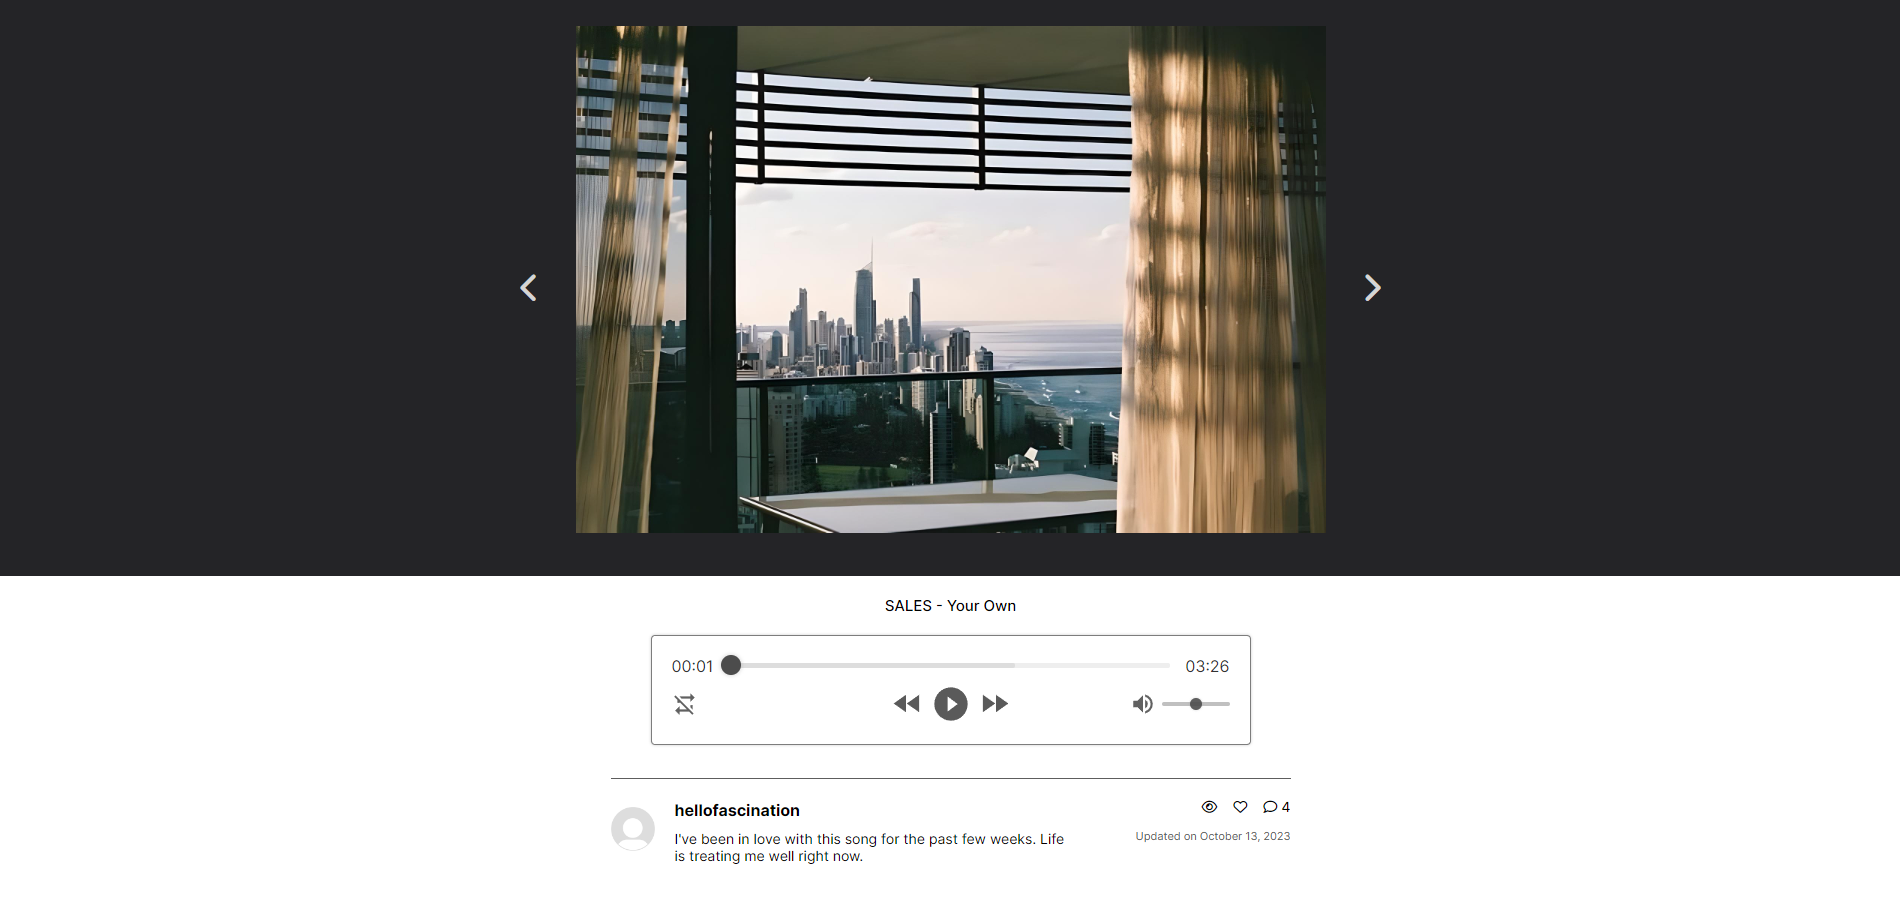 SALES - Your Own
00:01
03:26
hellofascination
4
I've been in love with this song for the past few weeks. Life
is treating me well right now.
Updated on October 13, 2023